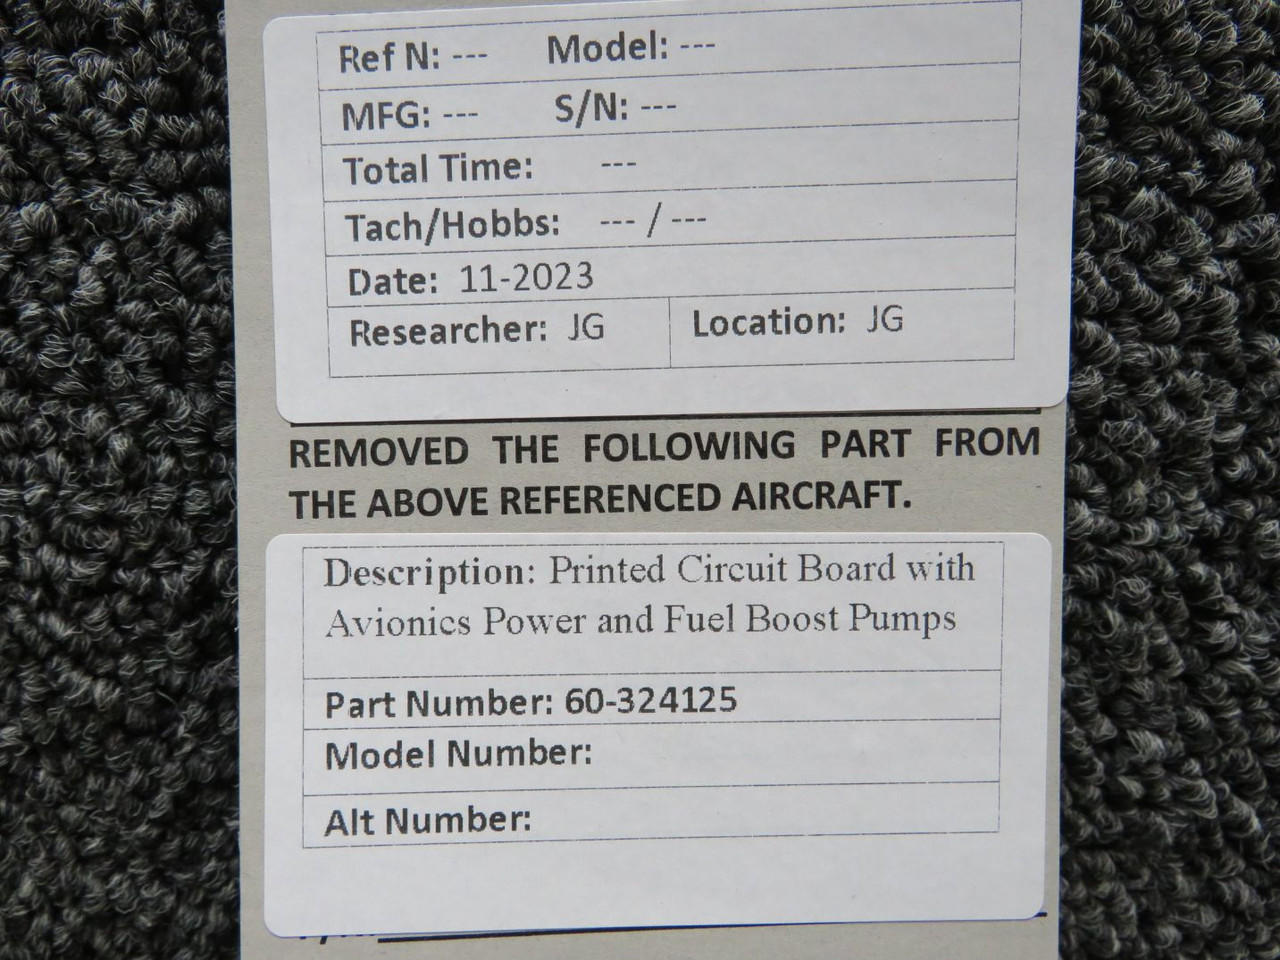 Ref N: --- Model: ---
MFG: --- S/N: ---
Total Time: ---
Tach/Hobbs: --- / ---
Date: 11-2023
Researcher: JG Location: JG
REMOVED THE FOLLOWING PART FROM
THE ABOVE REFERENCED AIRCRAFT.
Description: Printed Circuit Board with
Avionics Power and Fuel Boost Pumps
Part Number: 60-324125
Model Number:
Alt Number: